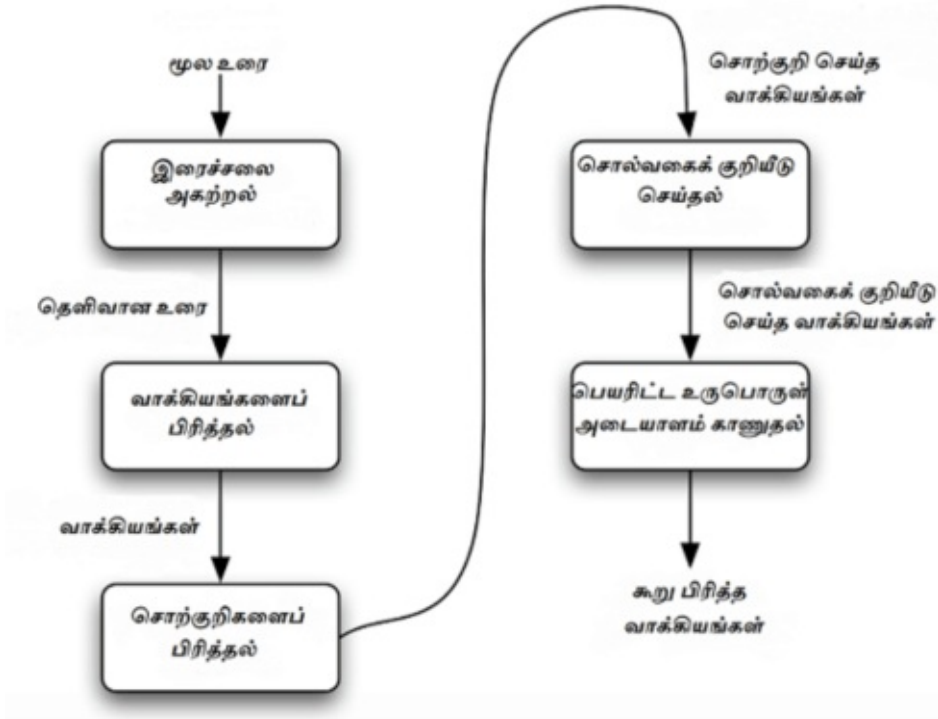 மூல உரை
இரைச்சலை
அகற்றல்
தெளிவான உரை
வாக்கியங்களைப்
பிரித்தல்
வாக்கியங்கள்
சொற்குறிகளைப்
பிரித்தல்
சொற்குறி செய்த
வாக்கியங்கள்
சொல்வகைக் குறியீடு
செய்தல்
சொல்வகைக் குறியீடு
செய்த வாக்கியங்கள்
பெயரிட்ட உருபொருள்
அடையாளம் காணுதல்
கூறு பிரித்த
வாக்கியங்கள்